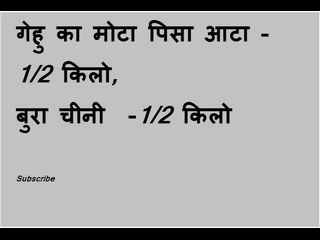 गेहु का मोटा पिसा आटा -
1/2 किलो,
बुरा चीनी -1/2 किलो
Subscribe